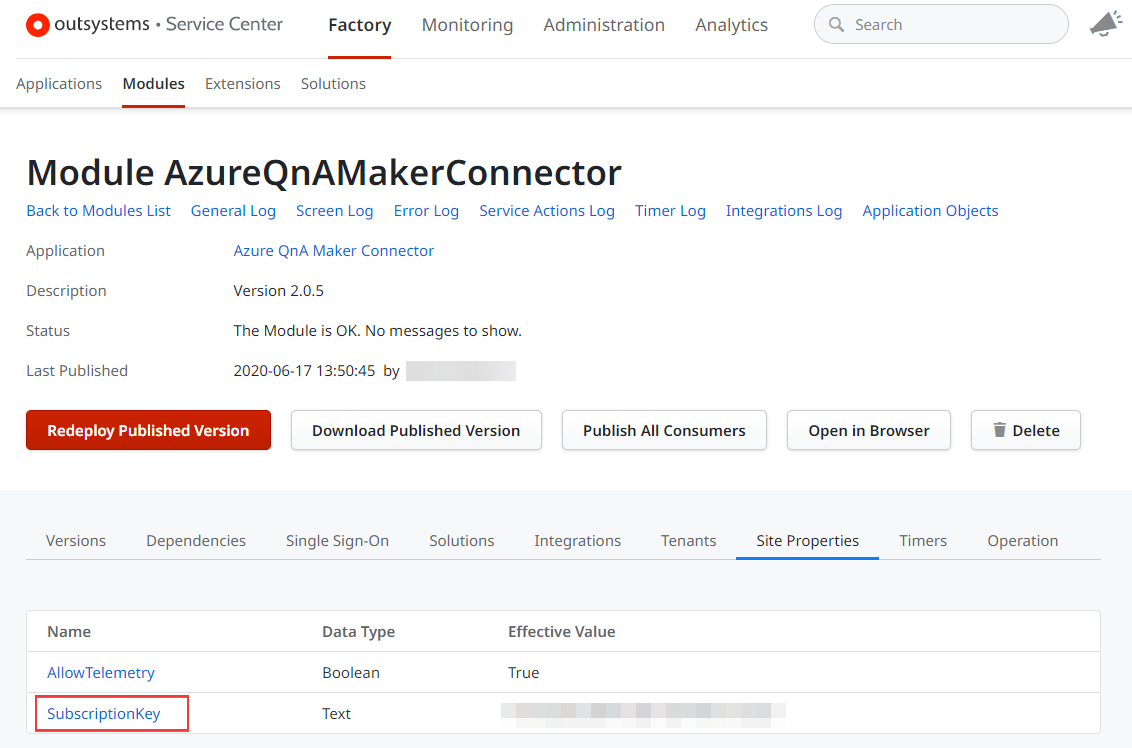 outsystems • Service Center Factory Monitoring Administration Analytics Search
Applications Modules Extensions Solutions
Module AzureQnAMakerConnector
Back to Modules List General Log Screen Log Error Log Service Actions Log Timer Log Integrations Log Application Objects
Application Azure QnA Maker Connector
Description Version 2.0.5
Status The Module is OK. No messages to show.
Last Published 2020-06-17 13:50:45 by
Redeploy Published Version Download Published Version Publish All Consumers Open in Browser Delete
Versions Dependencies Single Sign-On Solutions Integrations Tenants Site Properties Timers Operation
Name Data Type Effective Value
AllowTelemetry Boolean True
SubscriptionKey Text